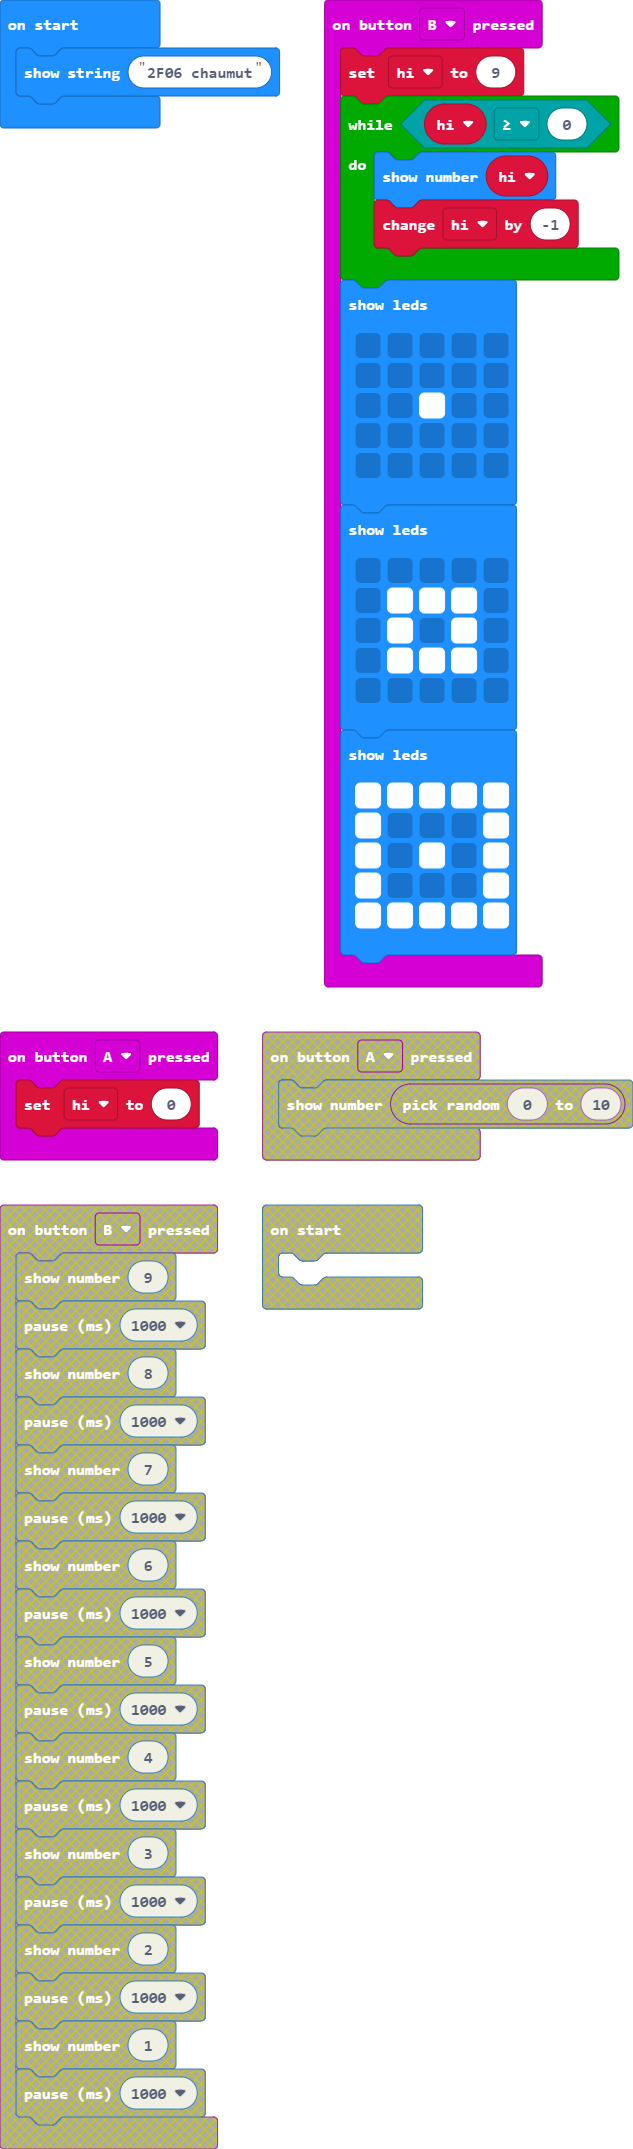 on start
show string "2F06 chaumut"
on button B pressed
set hi to 9
while hi ≥ 0
do
show number hi
change hi by -1
show leds
show leds
show leds
on button A pressed
set hi to 0
on button A pressed
show number pick random 0 to 10
on button B pressed
show number 9
pause (ms) 1000
show number 8
pause (ms) 1000
show number 7
pause (ms) 1000
show number 6
pause (ms) 1000
show number 5
pause (ms) 1000
show number 4
pause (ms) 1000
show number 3
pause (ms) 1000
show number 2
pause (ms) 1000
show number 1
pause (ms) 1000
on start